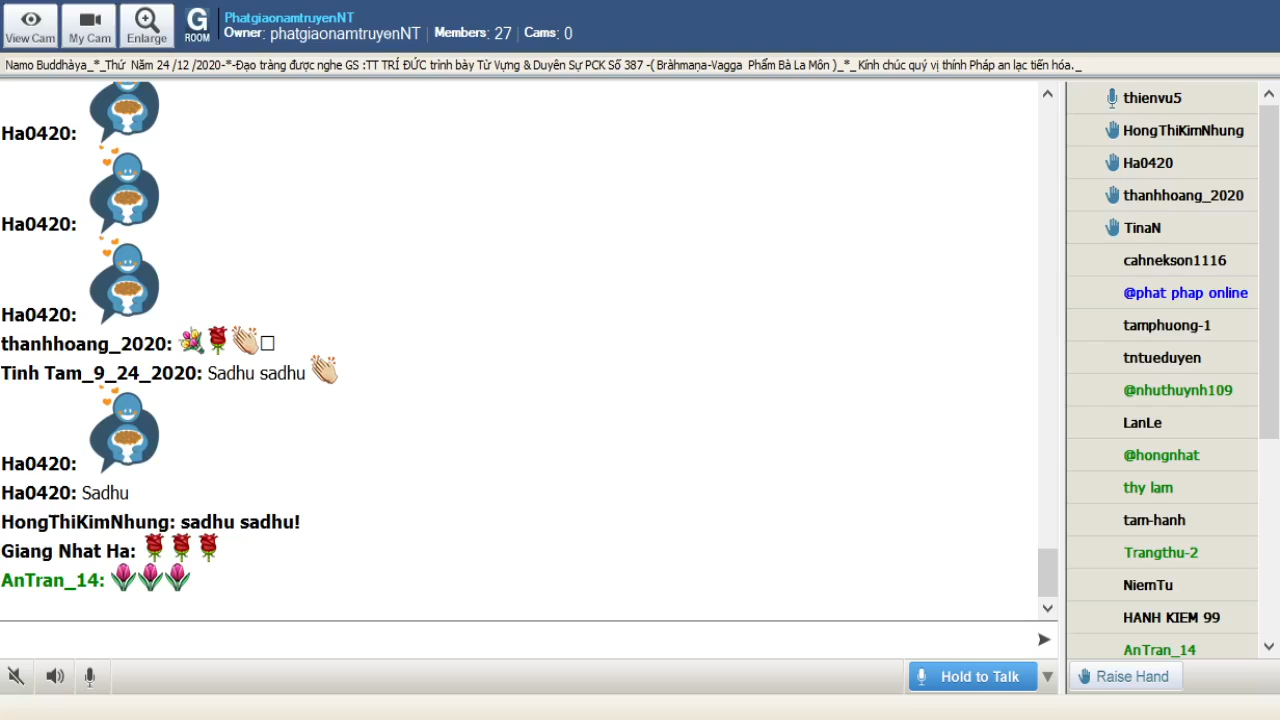 View Cam
My Cam
Enlarge
G
ROOM
PhatgiaonamtruyenNT
Owner: phatgiaonamtruyenNT | Members: 27 | Cams: 0
Namo Buddhàya_*_Thứ Năm 24 /12 /2020-*-Đạo tràng được nghe GS :TT TRÍ ĐỨC trình bày Từ Vựng & Duyên Sự PCK Số 387 -( Bràhmaṇa-Vagga Phẩm Bà La Môn )_*_ Kính chúc quý vị thính Pháp an lạc tiến hóa._
Ha0420:
Ha0420:
Ha0420:
thanhhoang_2020: 💐🌹👏□
Tinh Tam_9_24_2020: Sadhu sadhu 👏
Ha0420:
Ha0420: Sadhu
HongThiKimNhung: sadhu sadhu!
Giang Nhat Ha: 🌹🌹🌹
AnTran_14: 🌷🌷🌷
Hold to Talk
thienvu5
HongThiKimNhung
Ha0420
thanhhoang_2020
TinaN
cahnekson1116
@phat phap online
tamphuong-1
tntueduyen
@nhuthuynh109
LanLe
@hongnhat
thy lam
tam-hanh
Trangthu-2
NiemTu
HANH KIEM 99
AnTran_14
Raise Hand